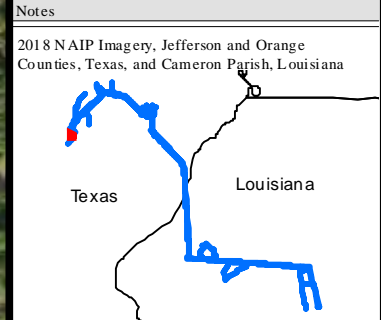 Notes
2018 NAIP Imagery, Jefferson and Orange
Counties, Texas, and Cameron Parish, Louisiana
Louisiana
Texas